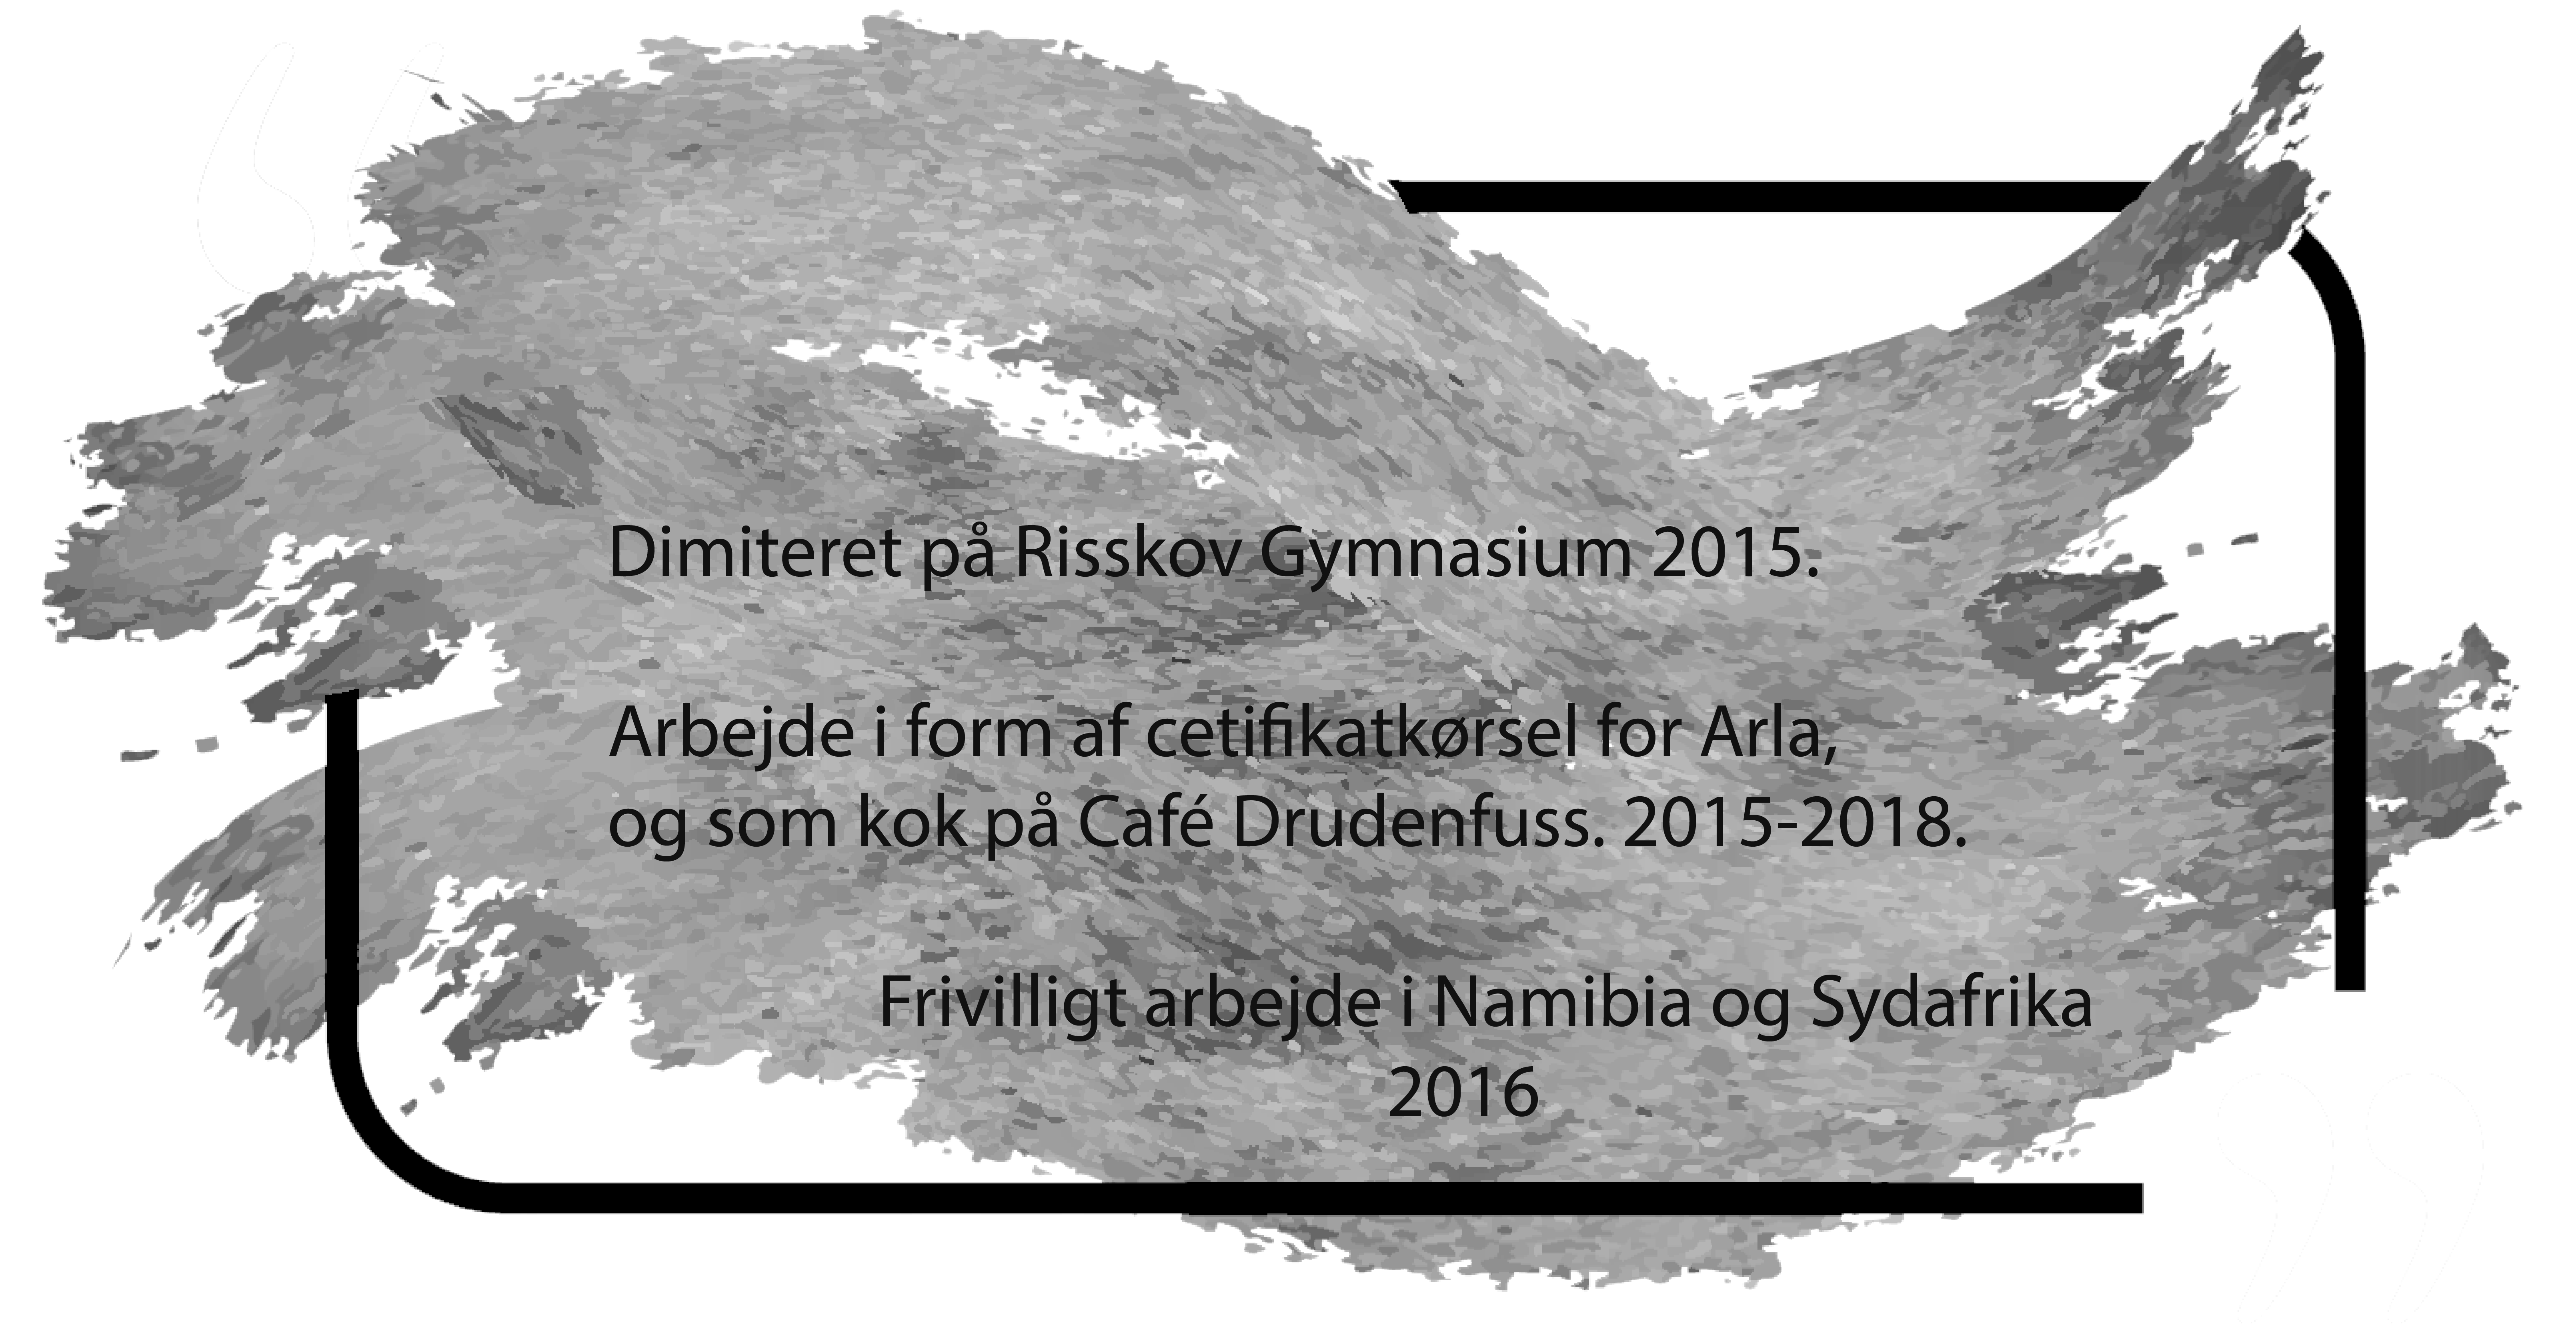 Dimiteret på Risskov Gymnasium 2015.
Arbejde i form af cetifikatkørsel for Arla,
og som kok på Café Drudenfuss. 2015-2018.
Frivilligt arbejde i Namibia og Sydafrika
2016